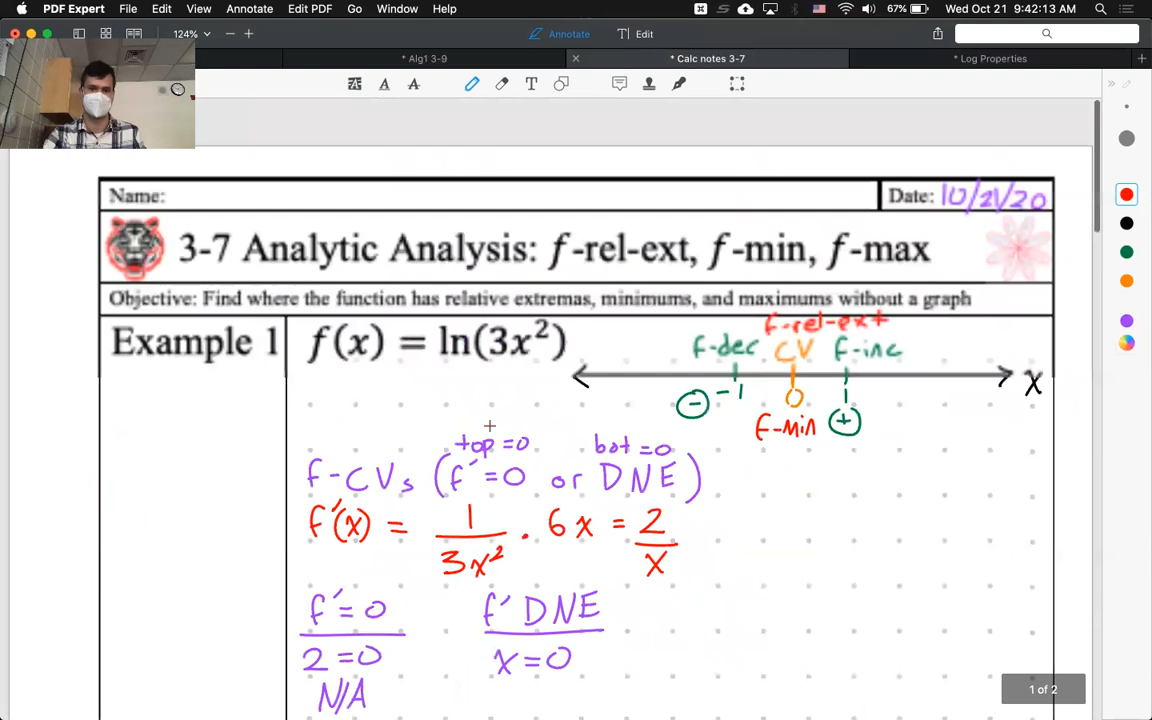 PDF Expert File Edit View Annotate Edit PDF Go Window Help 67% Wed Oct 21 9:42:13 AM
124% Annotate Edit
* Alg1 3-9 * Calc notes 3-7 * Log Properties
A A T
Name: Date: 10/21/20
3-7 Analytic Analysis: f-rel-ext, f-min, f-max
Objective: Find where the function has relative extremas, minimums, and maximums without a graph
Example 1 f(x) = ln(3x²)
f-rel-ext
f-dec CV f-inc
x
- -1 0 1 +
f-min
top=0 bot=0
f-CVs (f'=0 or DNE)
f'(x) = 1/3x² · 6x = 2/x
f'=0 f' DNE
2=0 x=0
N/A
1 of 2